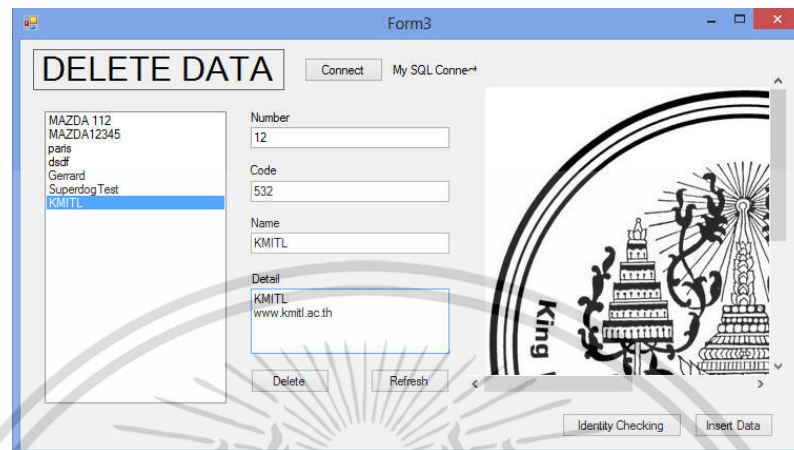 Form3
DELETE DATA
Connect
My SQL Connect
MAZDA 112
MAZDA12345
paris
dsdf
Gerrard
SuperdogTest
KMITL
Number
12
Code
532
Name
KMITL
Detail
KMITL
www.kmitl.ac.th
Delete
Refresh
King
Identity Checking
Insert Data